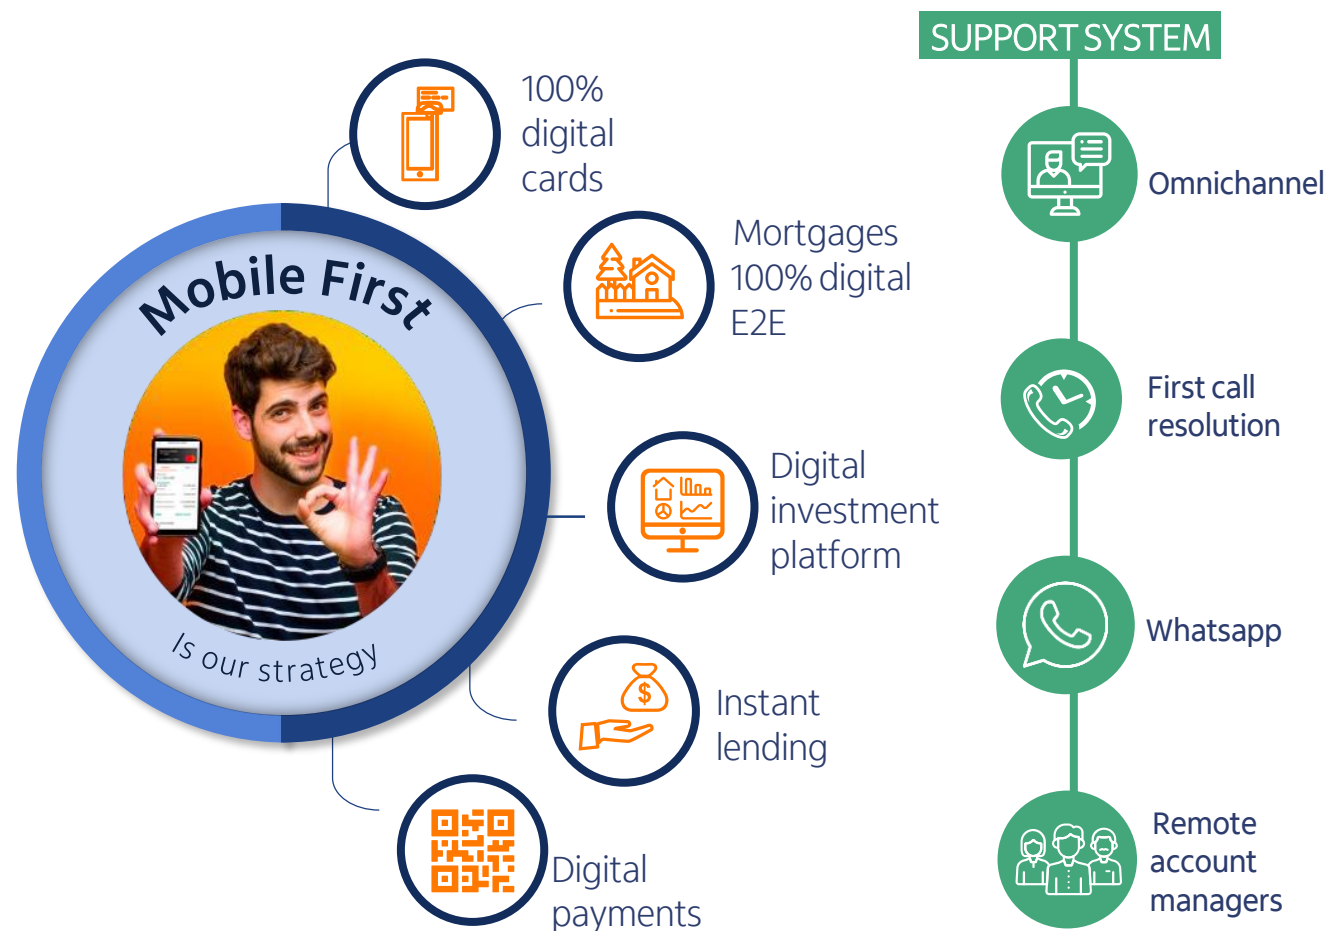 Mobile First
Is our strategy
100%
digital
cards
Mortgages
100% digital
E2E
Digital
investment
platform
$
Instant
lending
Digital
payments
SUPPORT SYSTEM
Omnichannel
First call
resolution
Whatsapp
Remote
account
managers